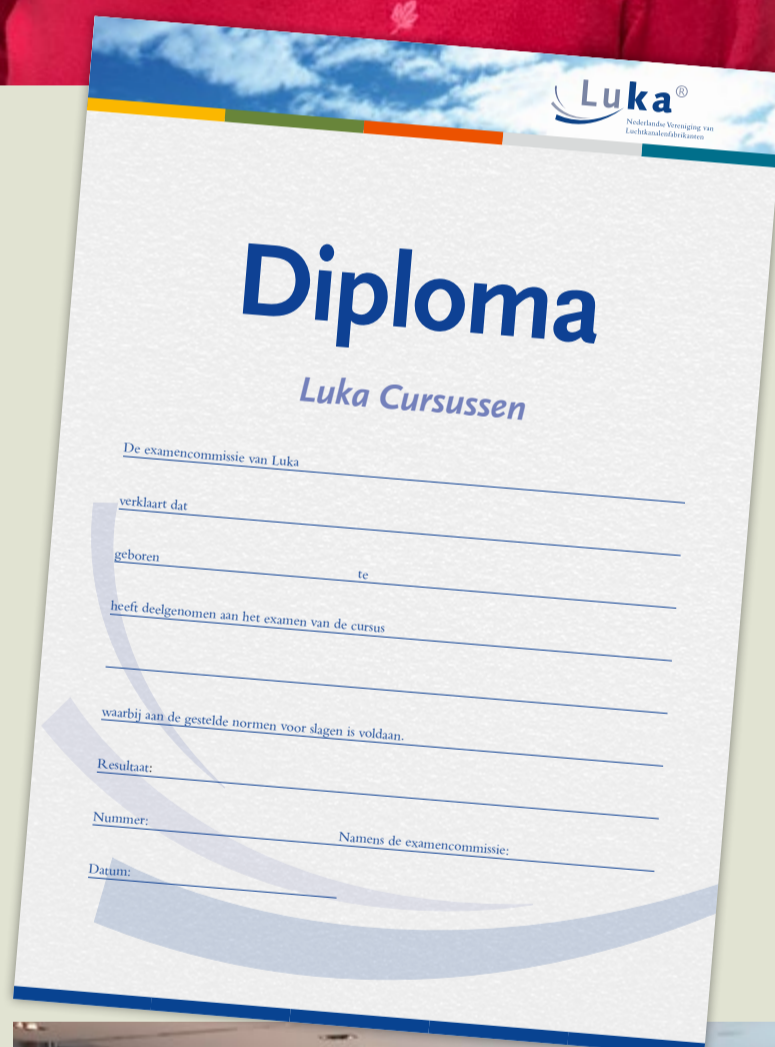 Luka®
Nederlandse Vereniging van
Luchtkanalenfabrikanten
Diploma
Luka Cursussen
De examencommissie van Luka
verklaart dat
geboren te
heeft deelgenomen aan het examen van de cursus
waarbij aan de gestelde normen voor slagen is voldaan.
Resultaat:
Nummer: Namens de examencommissie:
Datum: